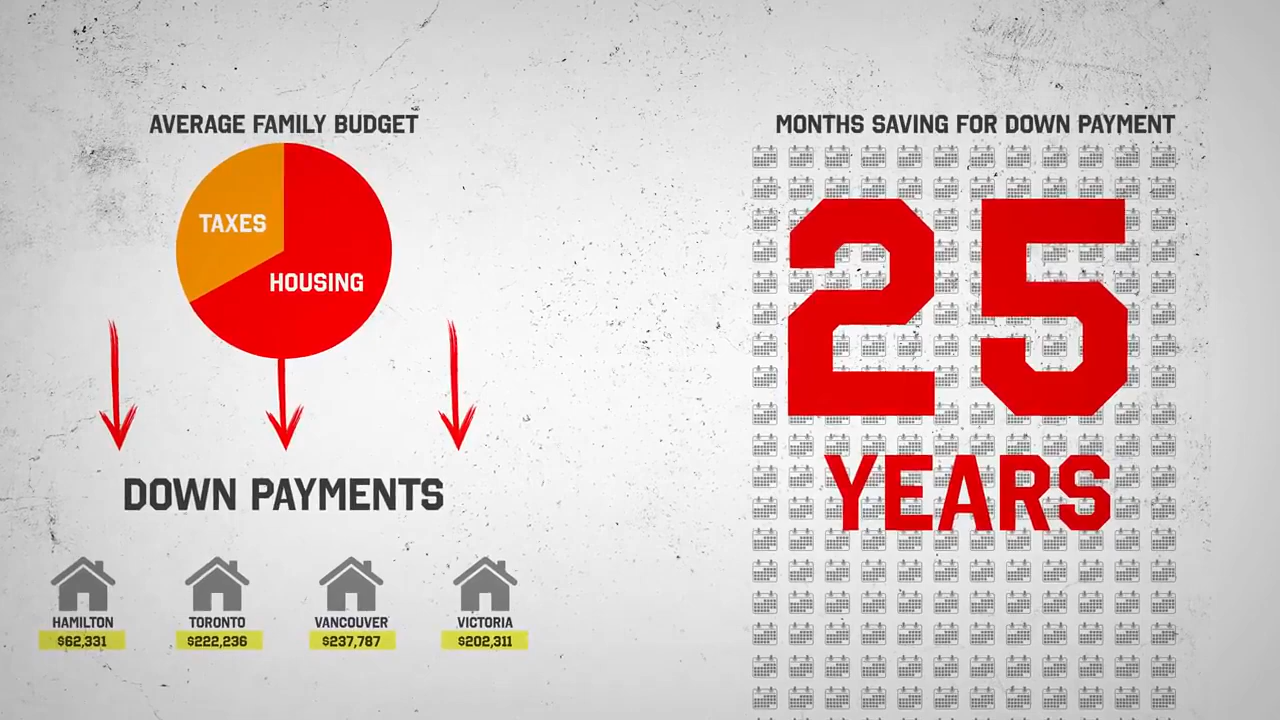 AVERAGE FAMILY BUDGET
TAXES
HOUSING
DOWN PAYMENTS
HAMILTON
$62,331
TORONTO
$222,236
VANCOUVER
$237,787
VICTORIA
$202,311
MONTHS SAVING FOR DOWN PAYMENT
25
YEARS